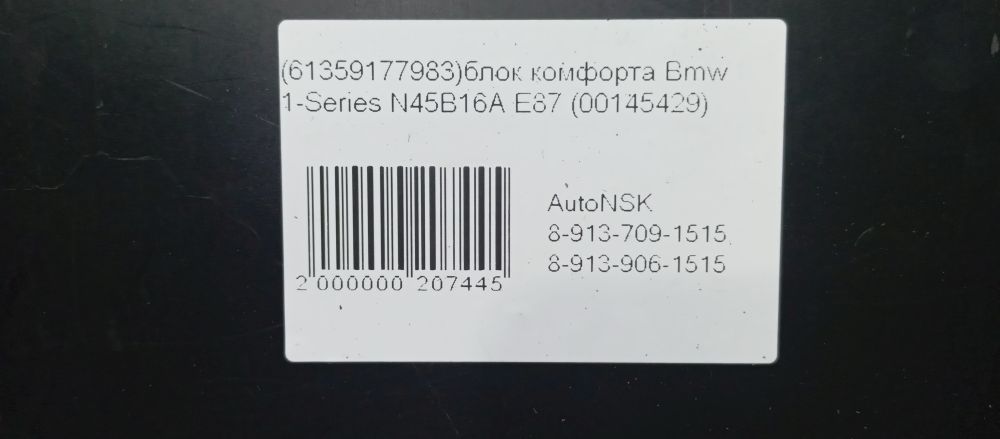 (61359177983)блок комфорта Bmw
1-Series N45B16A E87 (00145429)
AutoNSK
8-913-709-1515,
8-913-906-1515
2 000000 207445